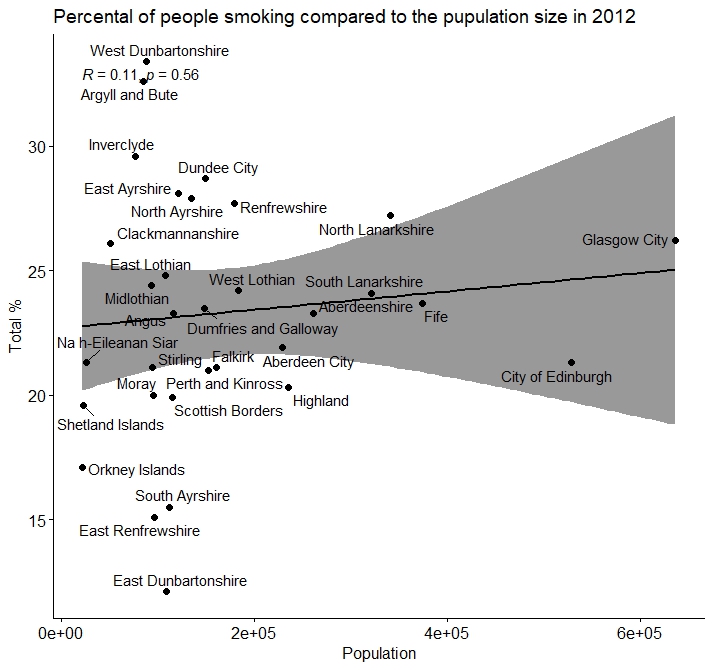 Percental of people smoking compared to the pupulation size in 2012
West Dunbartonshire
R = 0.11, p = 0.56
Argyll and Bute
30
Inverclyde
Dundee City
East Ayrshire
North Ayrshire
Renfrewshire
North Lanarkshire
Clackmannanshire
Glasgow City
25
East Lothian
West Lothian
South Lanarkshire
Midlothian
Angus
Dumfries and Galloway
Aberdeenshire
Fife
Total %
Na h-Eileanan Siar
Stirling
Falkirk
Aberdeen City
City of Edinburgh
Moray
Perth and Kinross
20
Highland
Scottish Borders
Shetland Islands
Orkney Islands
South Ayrshire
15
East Renfrewshire
East Dunbartonshire
0e+00
2e+05
4e+05
6e+05
Population